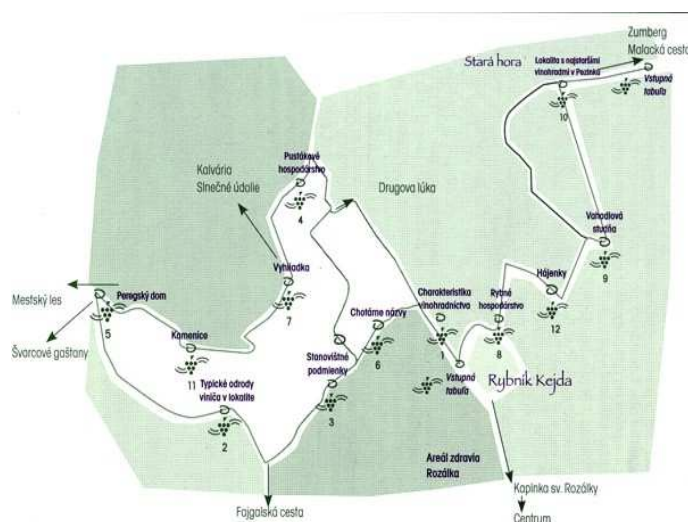 Zumberg
Malacká cesta
Stará hora
Lokalita s najstaršími
vinohradmi v Pezinku
Vstupná
tabuľa
10
Pustákové
hospodárstvo
4
Kalvária
Slnečné údolie
Drugova lúka
Vahadlová
studňa
9
Vyhliadka
7
Charakteristika
vinohradníctva
1
Rybné
hospodárstvo
8
Hájenky
12
Mestský les
Peregský dom
5
Chotárne názvy
6
Švarcové gaštany
Kamenice
11
Stanovištné
podmienky
3
Vstupná
tabuľa
Rybník Kejda
Typické odrody
viniča v lokalite
2
Areál zdravia
Rozálka
Kaplnka sv. Rozálky
Centrum
Fajgalská cesta